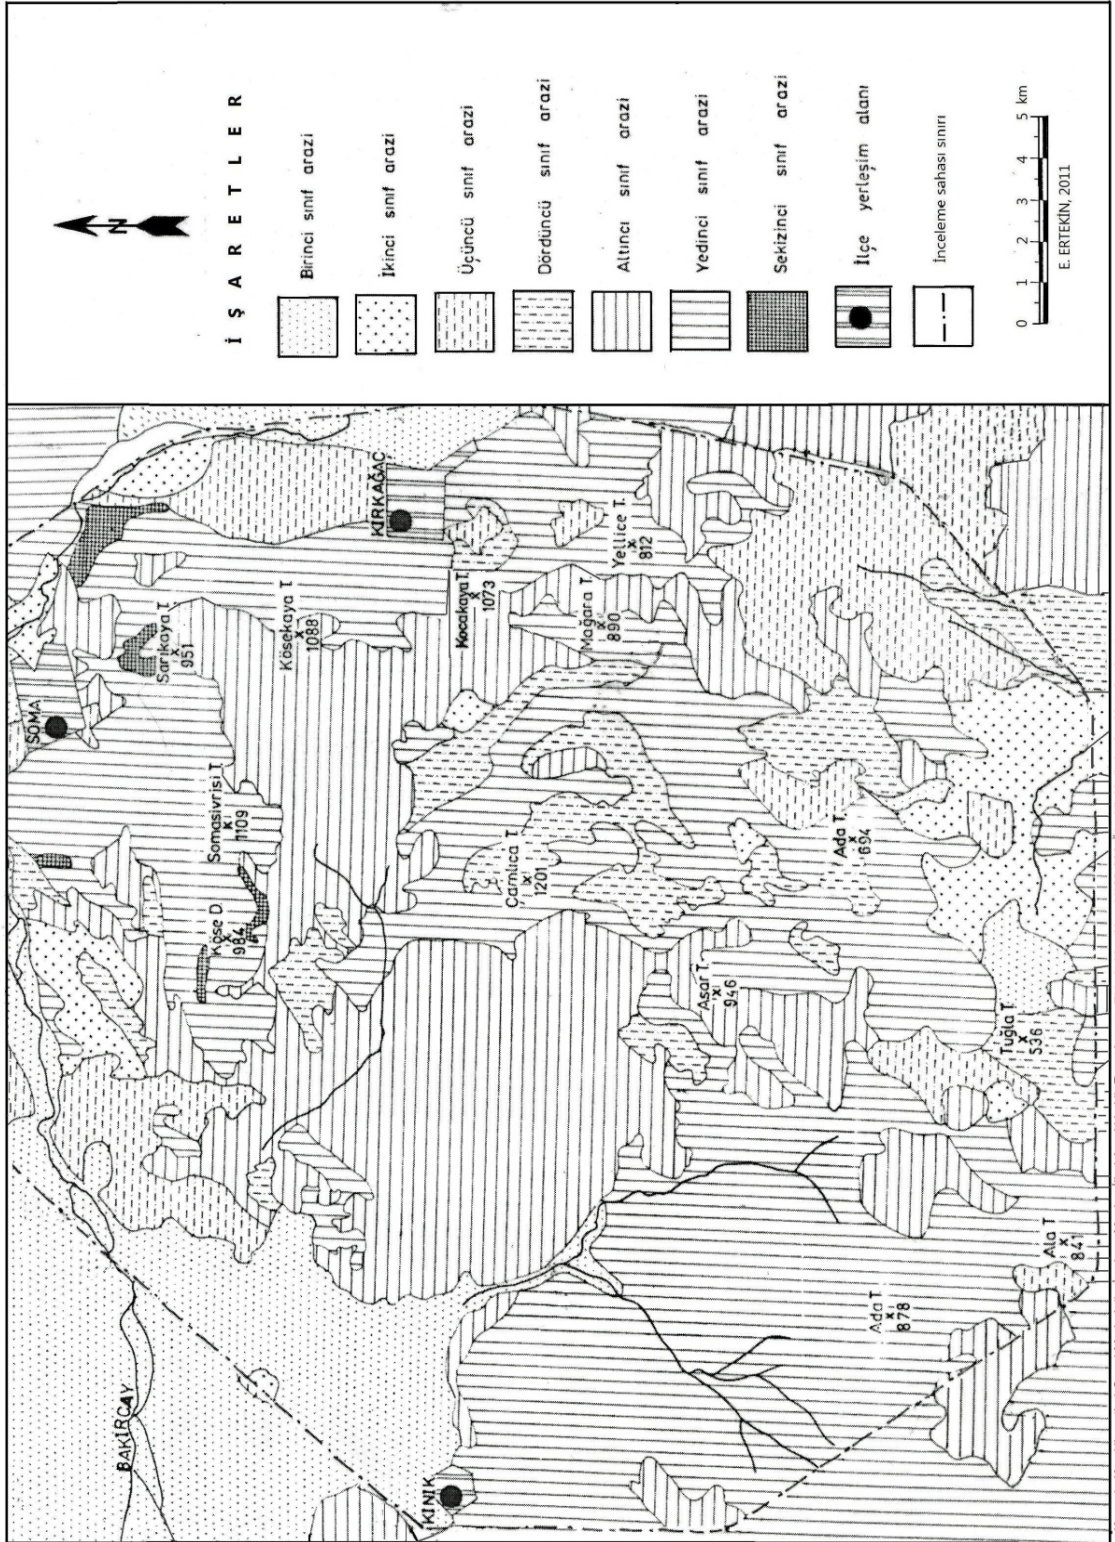 N
İ Ş A R E T L E R
Birinci sınıf arazi
İkinci sınıf arazi
Üçüncü sınıf arazi
Dördüncü sınıf arazi
Altıncı sınıf arazi
Yedinci sınıf arazi
Sekizinci sınıf arazi
İlçe yerleşim alanı
İnceleme sahası sınırı
0 1 2 3 4 5 km
E. ERTEKİN, 2011
SOMA
Sarıkaya T.
951
KIRKAĞAÇ
Kösekaya T.
1088
Kocakaya T.
1073
Yellice T.
812
Mağara T.
890
Somasivrisi T.
1109
Köse D.
984
Camlıca T.
1201
Ada T.
694
Asar T.
946
Tuğla T.
536
BAKIRÇAY
KINIK
Ada T.
878
Ala T.
841